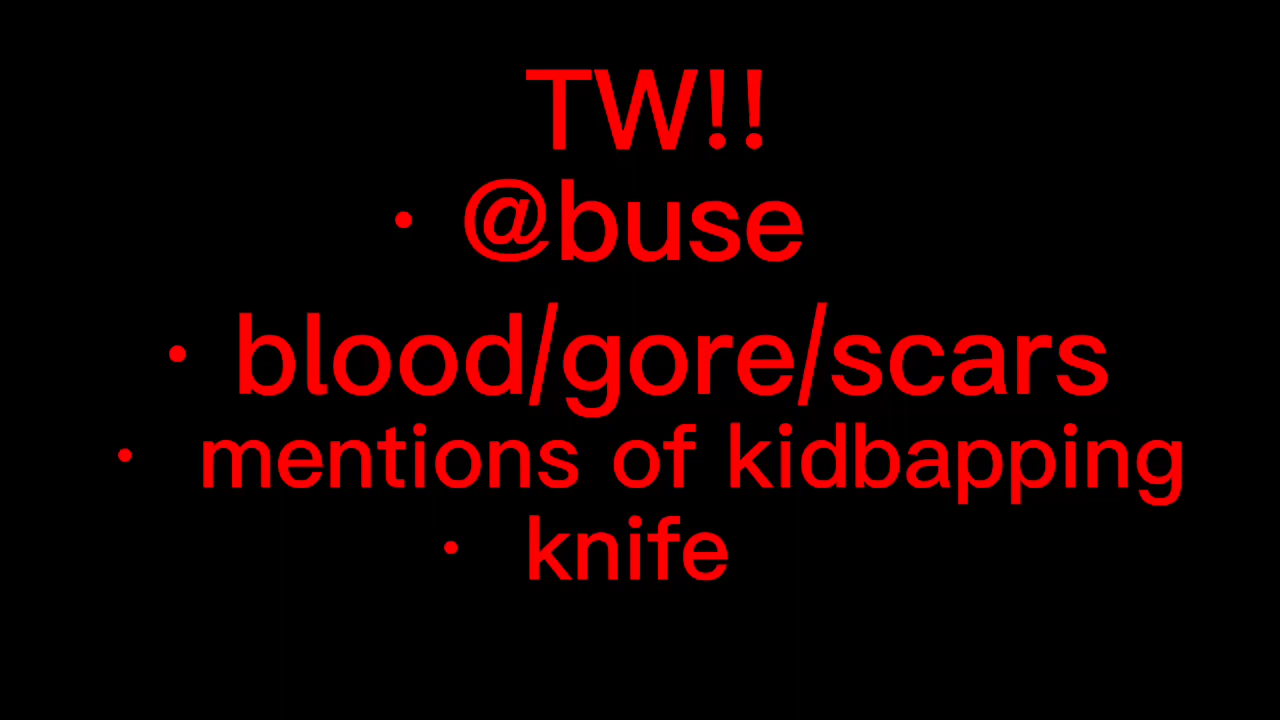 TW!!
· @buse
· blood/gore/scars
· mentions of kidbapping
· knife